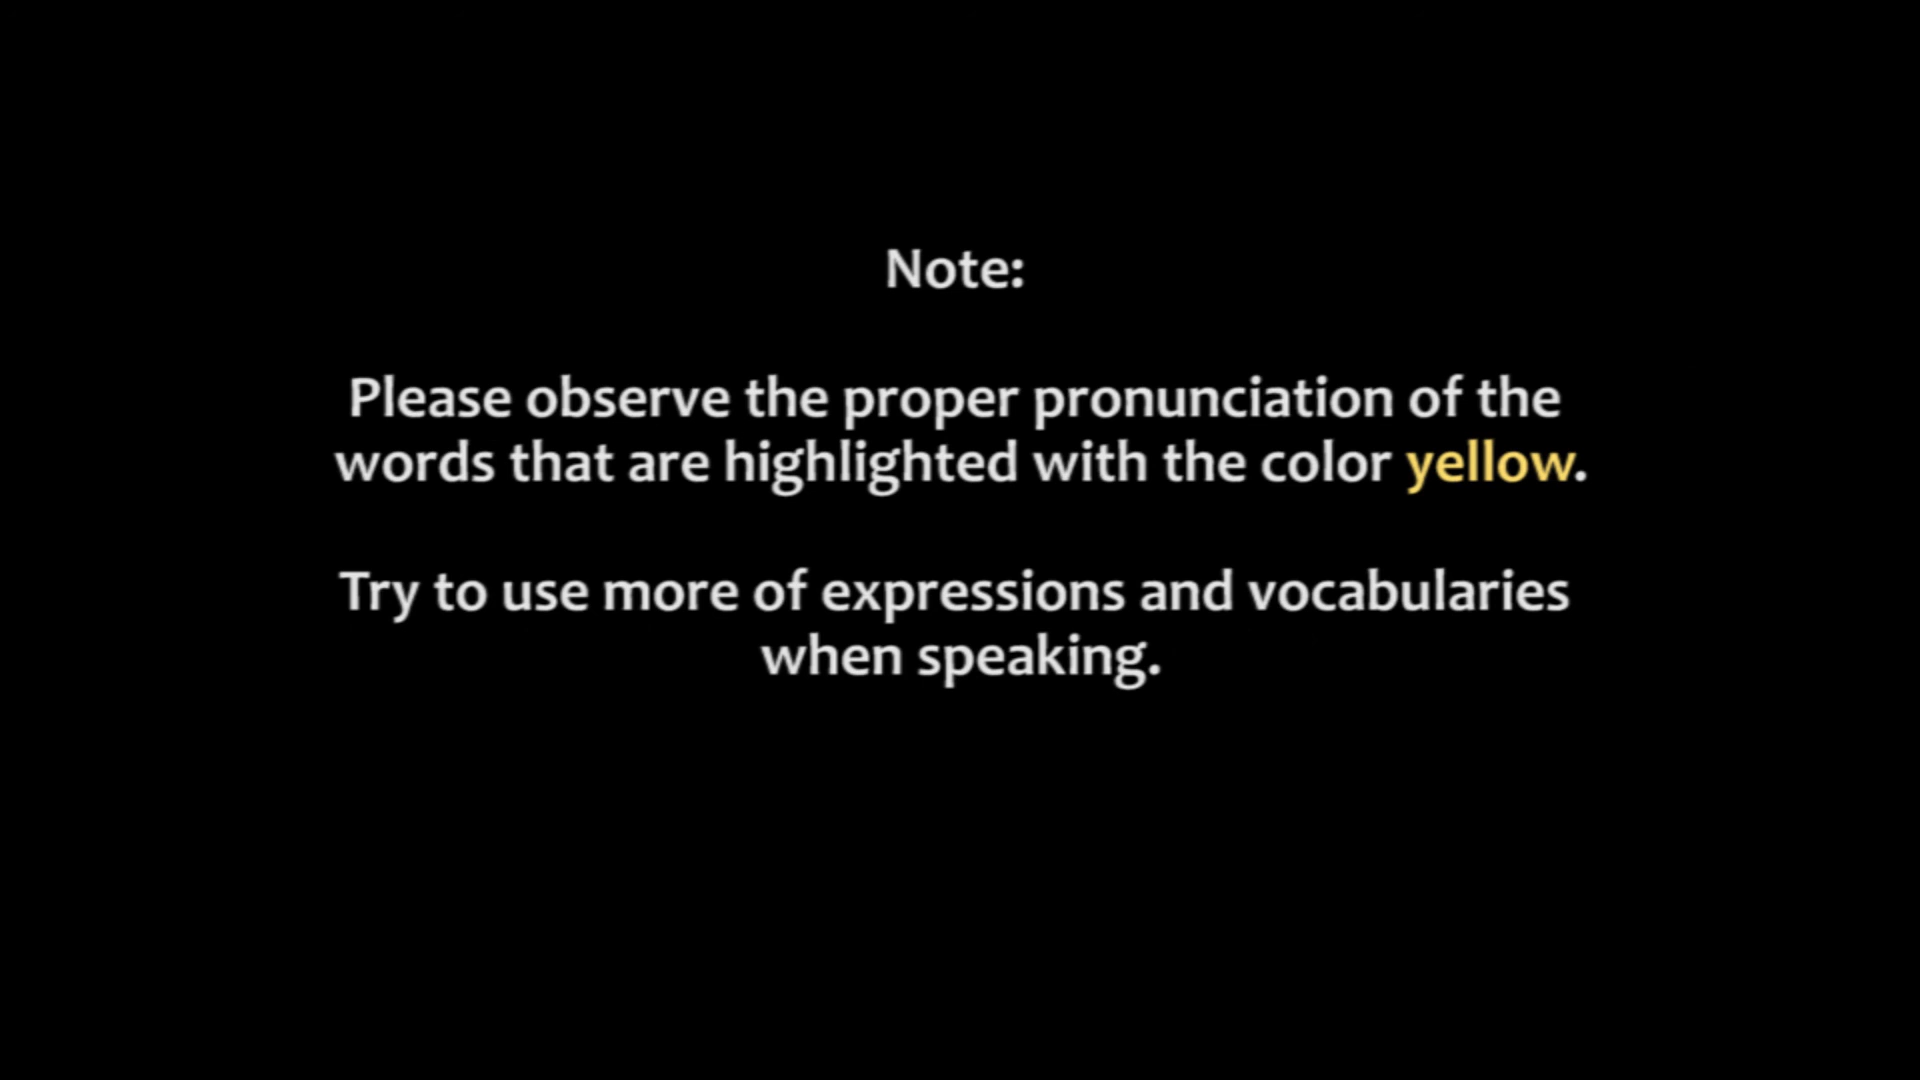 Note:
Please observe the proper pronunciation of the
words that are highlighted with the color yellow.
Try to use more of expressions and vocabularies
when speaking.